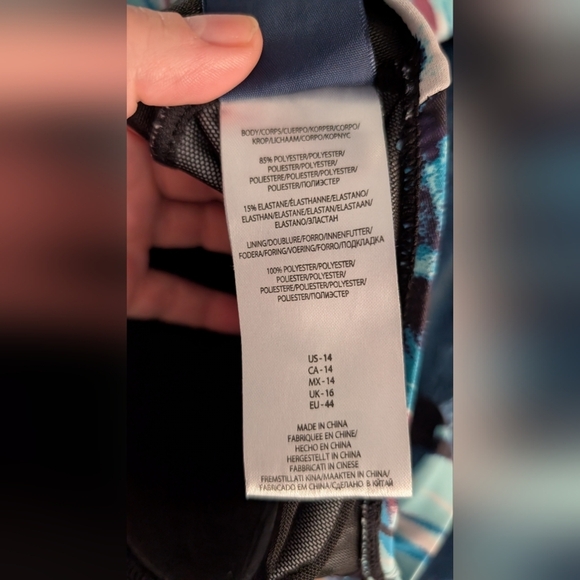 BODY/CORPS/CUERPO/KORPER/CORPO/
KROP/LICHAAM/CORPO/КОРПУС
85% POLYESTER/POLYESTER/
POLIESTER/POLYESTER/
POLIESTERE/POLIESTER/POLYESTER/
POLYESTER/ПОЛИЭСТЕР
15% ELASTANE/ÉLASTHANNE/ELASTANO/
ELASTHAN/ELASTANE/ELASTAN/ELASTAAN/
ELASTANO/ЭЛАСТАН
LINING/DOUBLURE/FORRO/INNENFUTTER/
FODERA/FORING/VOERING/FORRO/ПОДКЛАДКА
100% POLYESTER/POLYESTER/
POLIESTER/POLYESTER/
POLIESTERE/POLIESTER/POLYESTER/
POLIESTER/ПОЛИЭСТЕР
US - 14
CA - 14
MX - 14
UK - 16
EU - 44
MADE IN CHINA
FABRIQUEE EN CHINE/
HECHO EN CHINA
HERGESTELLT IN CHINA
FABBRICATI IN CINESE
FREMSTILLATI KINA/MAAKTEN IN CHINA/
FABRICADO EM CHINA/СДЕЛАНО В КИТАЙ